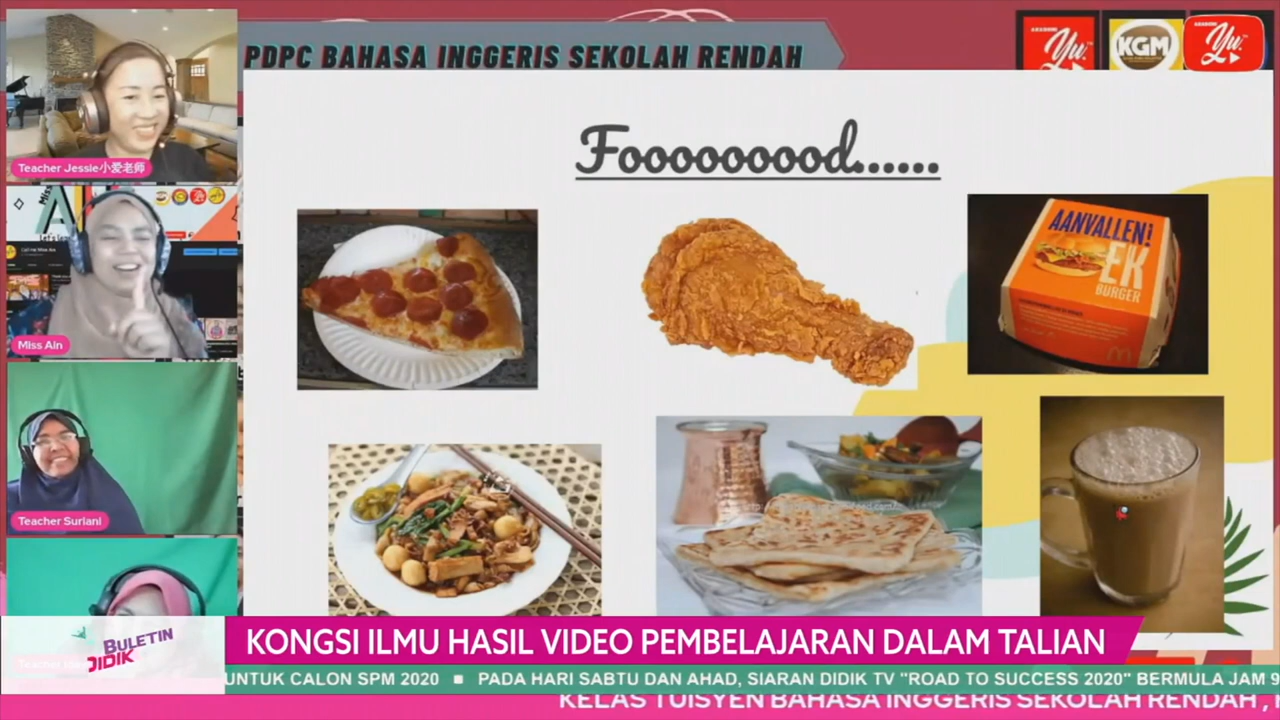 PDPC BAHASA INGGERIS SEKOLAH RENDAH
Yu.
KGM
Yu.
Fooooooood......
AANVALLEN!
EK
BURGER
Teacher Jessie小爱老师
Miss Ain
Teacher Suriani
BULETIN
DIDIK
KONGSI ILMU HASIL VIDEO PEMBELAJARAN DALAM TALIAN
UNTUK CALON SPM 2020 ▪ PADA HARI SABTU DAN AHAD, SIARAN DIDIK TV "ROAD TO SUCCESS 2020" BERMULA JAM 9
KELAS TUISYEN BAHASA INGGERIS SEKOLAH RENDAH,